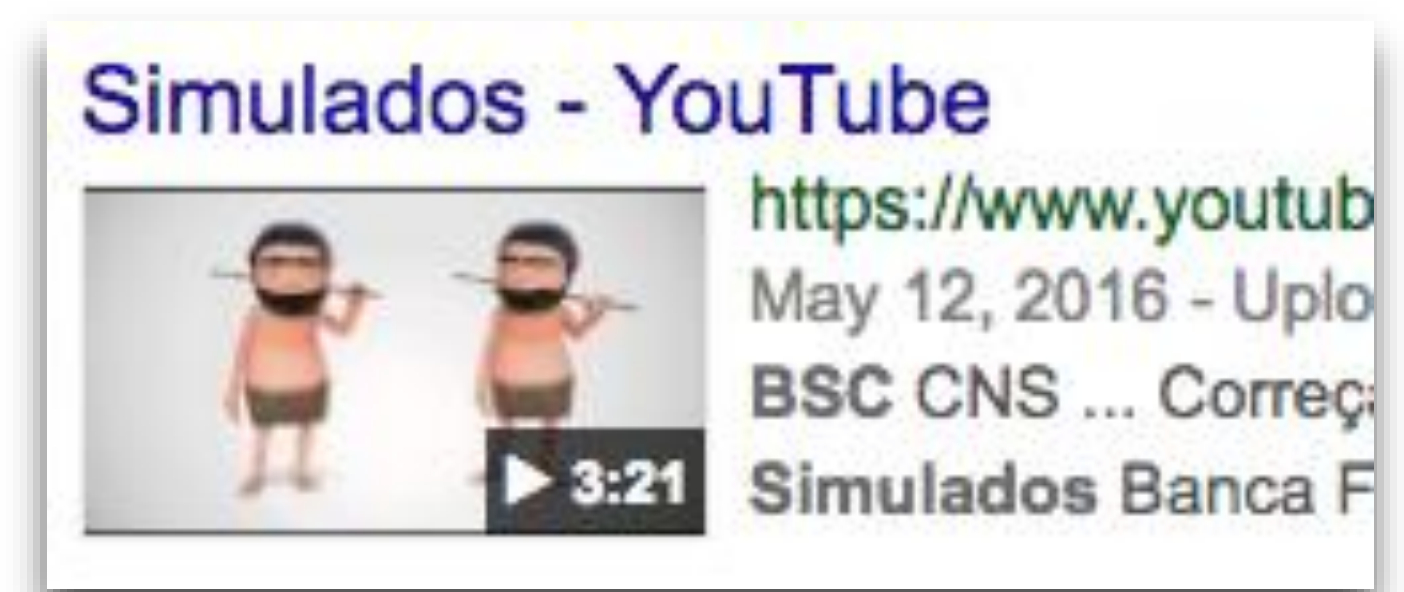 Simulados - YouTube
https://www.youtub
May 12, 2016 - Uplo
BSC CNS ... Correç
Simulados Banca F
3:21